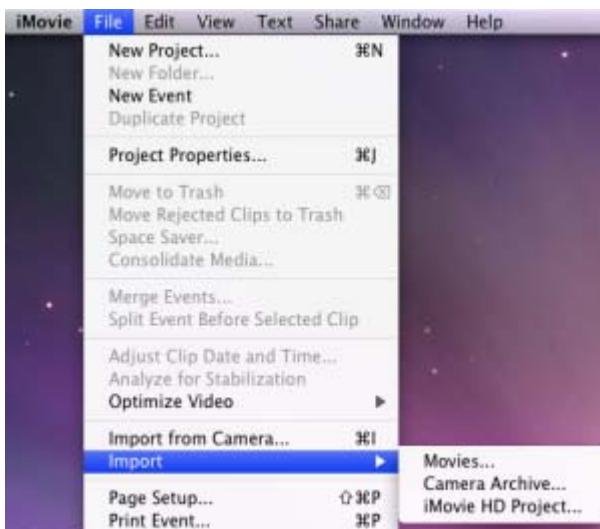 iMovie File Edit View Text Share Window Help
New Project... ⌘N
New Folder...
New Event
Duplicate Project
Project Properties... ⌘J
Move to Trash ⌘⌫
Move Rejected Clips to Trash
Space Saver...
Consolidate Media...
Merge Events...
Split Event Before Selected Clip
Adjust Clip Date and Time...
Analyze for Stabilization
Optimize Video
Import from Camera... ⌘I
Import
Movies...
Camera Archive...
iMovie HD Project...
Page Setup... ⇧⌘P
Print Event... ⌘P